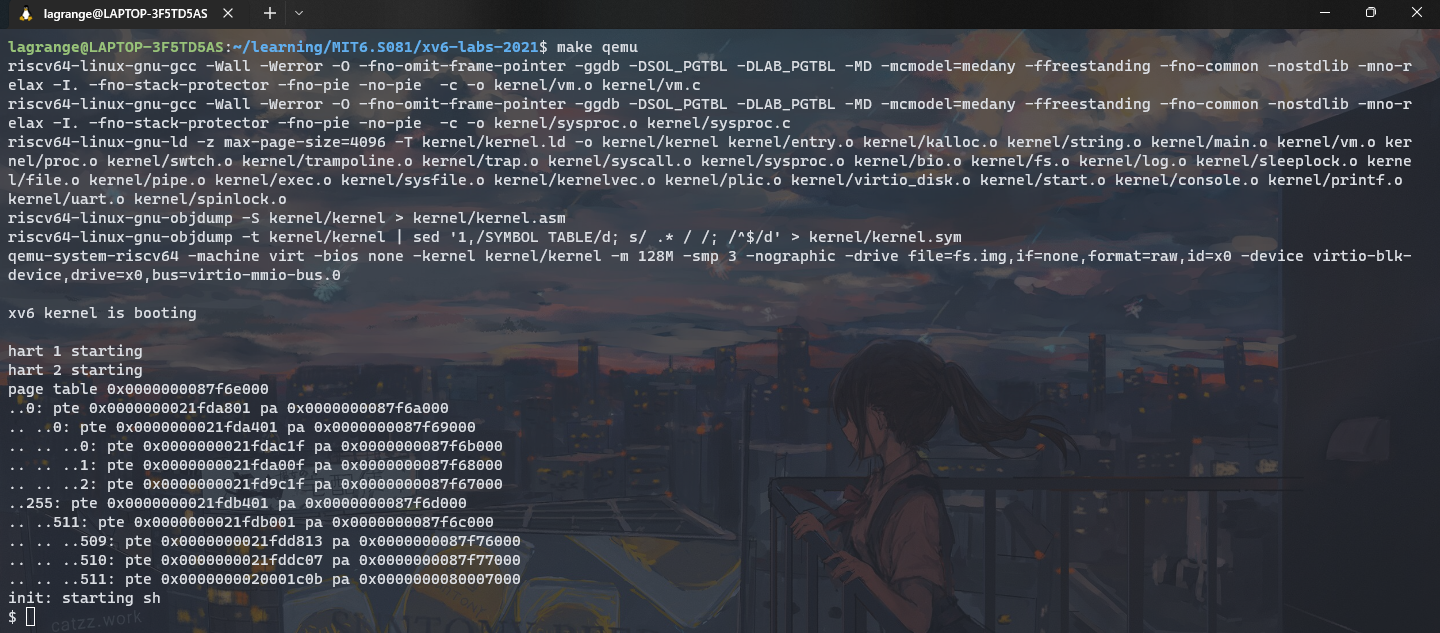 lagrange@LAPTOP-3F5TD5AS
lagrange@LAPTOP-3F5TD5AS:~/learning/MIT6.S081/xv6-labs-2021$ make qemu
riscv64-linux-gnu-gcc -Wall -Werror -O -fno-omit-frame-pointer -ggdb -DSOL_PGTBL -DLAB_PGTBL -MD -mcmodel=medany -ffreestanding -fno-common -nostdlib -mno-r
elax -I. -fno-stack-protector -fno-pie -no-pie  -c -o kernel/vm.o kernel/vm.c
riscv64-linux-gnu-gcc -Wall -Werror -O -fno-omit-frame-pointer -ggdb -DSOL_PGTBL -DLAB_PGTBL -MD -mcmodel=medany -ffreestanding -fno-common -nostdlib -mno-r
elax -I. -fno-stack-protector -fno-pie -no-pie  -c -o kernel/sysproc.o kernel/sysproc.c
riscv64-linux-gnu-ld -z max-page-size=4096 -T kernel/kernel.ld -o kernel/kernel kernel/entry.o kernel/kalloc.o kernel/string.o kernel/main.o kernel/vm.o ker
nel/proc.o kernel/swtch.o kernel/trampoline.o kernel/trap.o kernel/syscall.o kernel/sysproc.o kernel/bio.o kernel/fs.o kernel/log.o kernel/sleeplock.o kerne
l/file.o kernel/pipe.o kernel/exec.o kernel/sysfile.o kernel/kernelvec.o kernel/plic.o kernel/virtio_disk.o kernel/start.o kernel/console.o kernel/printf.o
kernel/uart.o kernel/spinlock.o
riscv64-linux-gnu-objdump -S kernel/kernel > kernel/kernel.asm
riscv64-linux-gnu-objdump -t kernel/kernel | sed '1,/SYMBOL TABLE/d; s/ .* / /; /^$/d' > kernel/kernel.sym
qemu-system-riscv64 -machine virt -bios none -kernel kernel/kernel -m 128M -smp 3 -nographic -drive file=fs.img,if=none,format=raw,id=x0 -device virtio-blk-
device,drive=x0,bus=virtio-mmio-bus.0
xv6 kernel is booting
hart 1 starting
hart 2 starting
page table 0x0000000087f6e000
..0: pte 0x0000000021fda801 pa 0x0000000087f6a000
.. ..0: pte 0x0000000021fda401 pa 0x0000000087f69000
.. .. ..0: pte 0x0000000021fdac1f pa 0x0000000087f6b000
.. .. ..1: pte 0x0000000021fda00f pa 0x0000000087f68000
.. .. ..2: pte 0x0000000021fd9c1f pa 0x0000000087f67000
..255: pte 0x0000000021fdb401 pa 0x0000000087f6d000
.. ..511: pte 0x0000000021fdb001 pa 0x0000000087f6c000
.. .. ..509: pte 0x0000000021fdd813 pa 0x0000000087f76000
.. .. ..510: pte 0x0000000021fddc07 pa 0x0000000087f77000
.. .. ..511: pte 0x0000000020001c0b pa 0x0000000080007000
init: starting sh
$
catzz.work